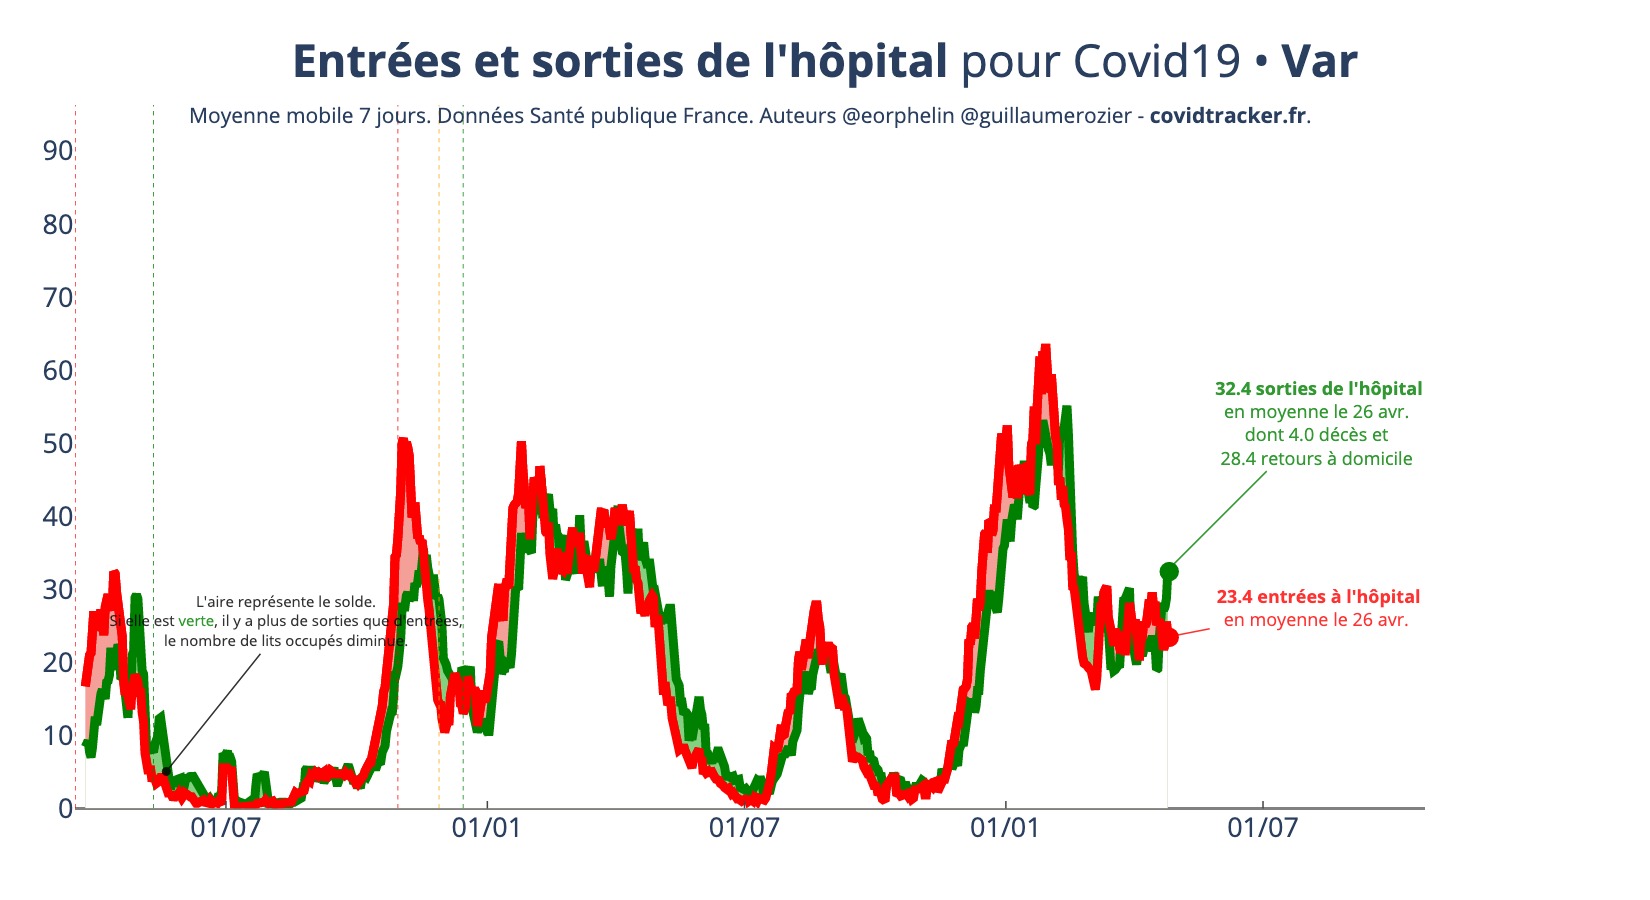 Entrées et sorties de l'hôpital pour Covid19 • Var
Moyenne mobile 7 jours. Données Santé publique France. Auteurs @eorphelin @guillaumerozier - covidtracker.fr.
90
80
70
60
50
40
30
20
10
0
32.4 sorties de l'hôpital
en moyenne le 26 avr.
dont 4.0 décès et
28.4 retours à domicile
23.4 entrées à l'hôpital
en moyenne le 26 avr.
L'aire représente le solde.
Si elle est verte, il y a plus de sorties que d'entrées,
le nombre de lits occupés diminue.
01/07
01/01
01/07
01/01
01/07